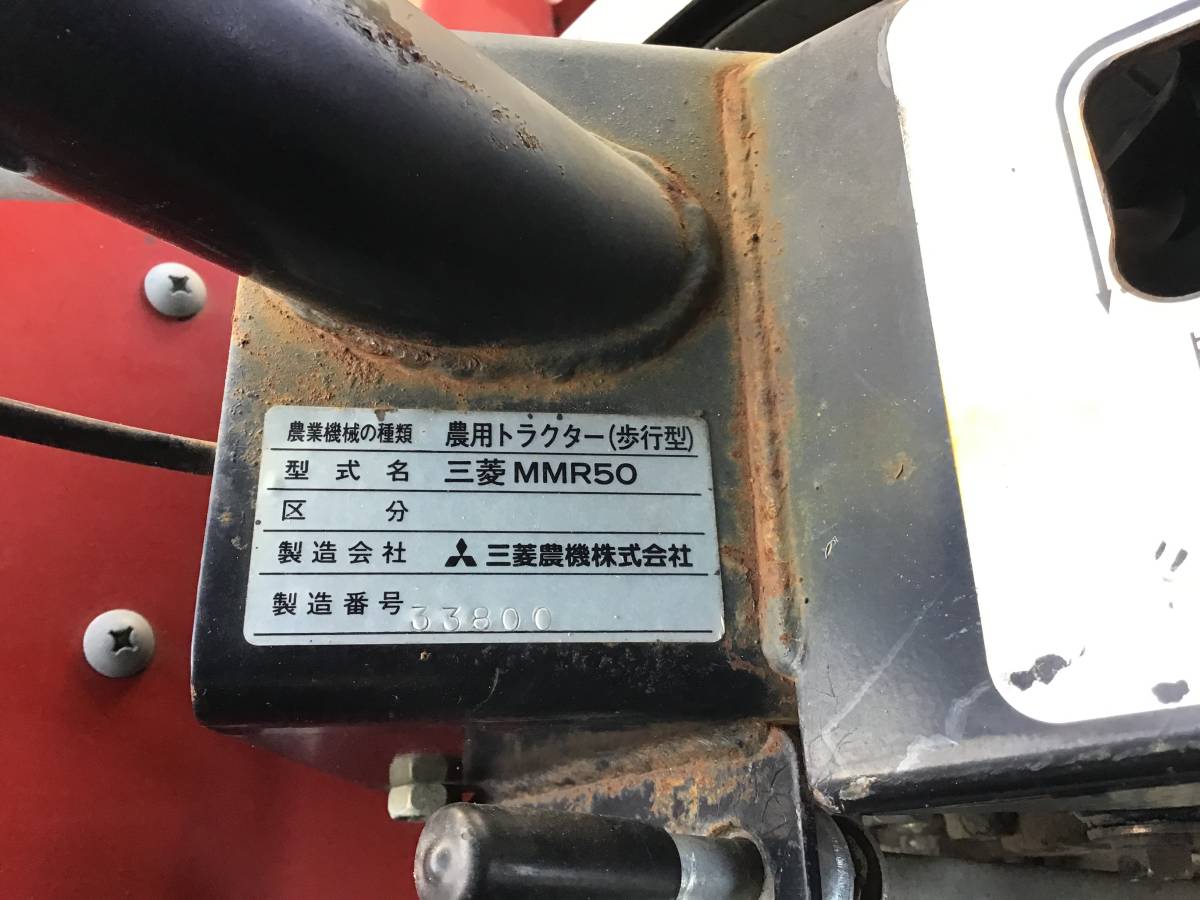 農業機械の種類 農用トラクター(歩行型)
型式名 三菱MMR50
区分
製造会社 三菱農機株式会社
製造番号 33800